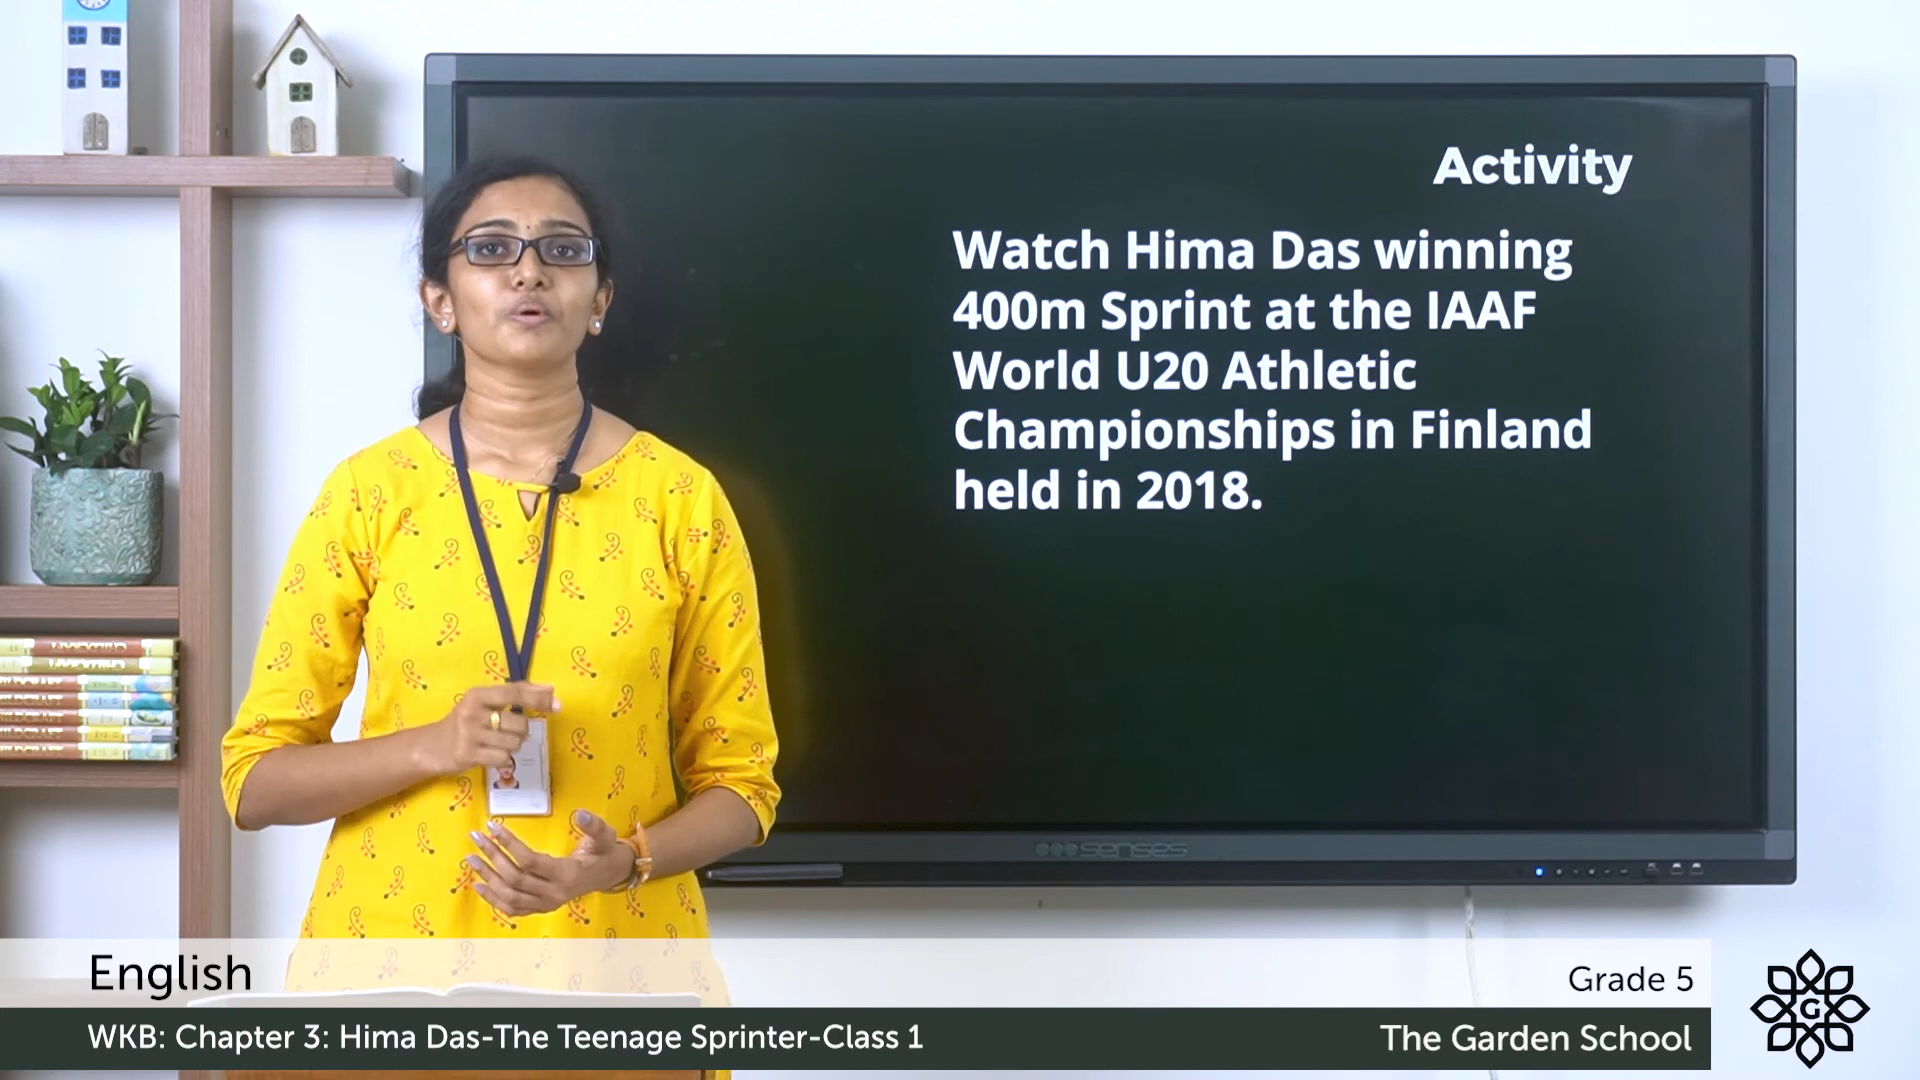 Activity
Watch Hima Das winning
400m Sprint at the IAAF
World U20 Athletic
Championships in Finland
held in 2018.
senses
English
Grade 5
WKB: Chapter 3: Hima Das-The Teenage Sprinter-Class 1
The Garden School
G